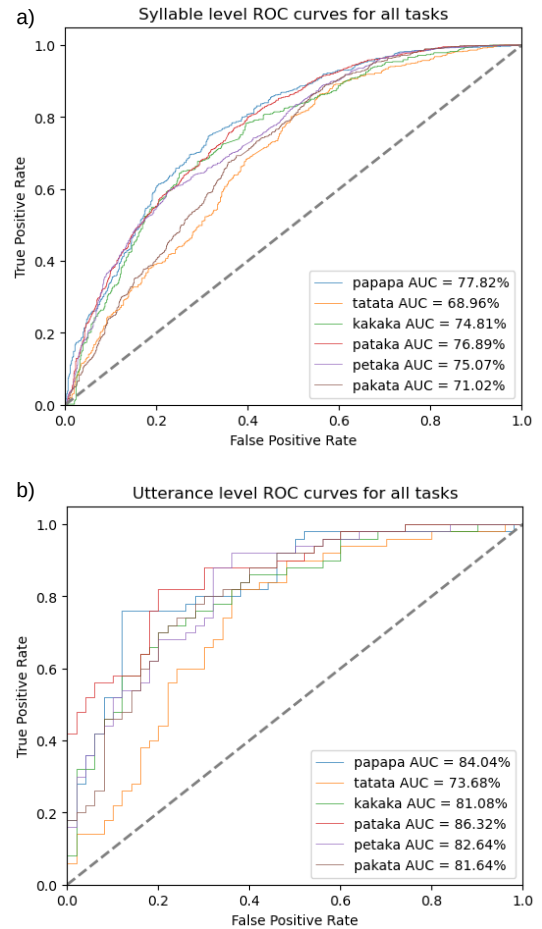 a)
Syllable level ROC curves for all tasks
1.0
0.8
0.6
0.4
0.2
0.0
True Positive Rate
papapa AUC = 77.82%
tatata AUC = 68.96%
kakaka AUC = 74.81%
pataka AUC = 76.89%
petaka AUC = 75.07%
pakata AUC = 71.02%
0.0 0.2 0.4 0.6 0.8 1.0
False Positive Rate
b)
Utterance level ROC curves for all tasks
1.0
0.8
0.6
0.4
0.2
0.0
True Positive Rate
papapa AUC = 84.04%
tatata AUC = 73.68%
kakaka AUC = 81.08%
pataka AUC = 86.32%
petaka AUC = 82.64%
pakata AUC = 81.64%
0.0 0.2 0.4 0.6 0.8 1.0
False Positive Rate